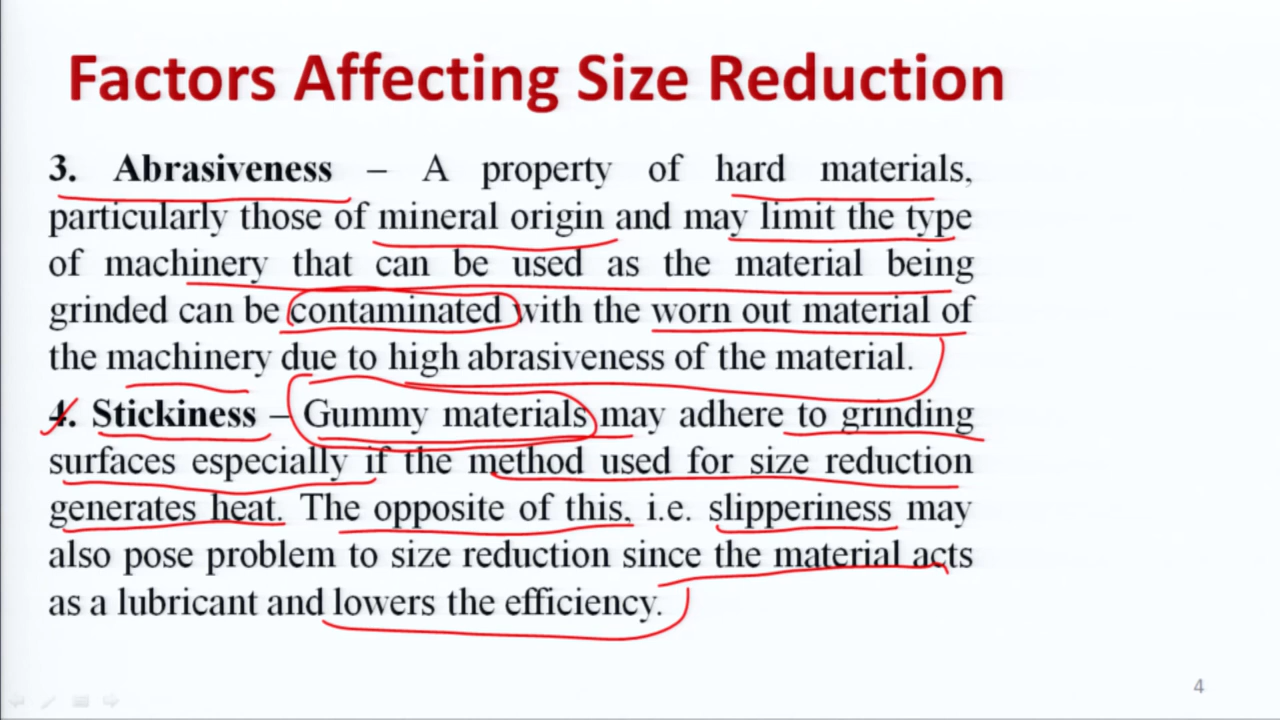 Factors Affecting Size Reduction
3. Abrasiveness – A property of hard materials,
particularly those of mineral origin and may limit the type
of machinery that can be used as the material being
grinded can be contaminated with the worn out material of
the machinery due to high abrasiveness of the material.
4. Stickiness – Gummy materials may adhere to grinding
surfaces especially if the method used for size reduction
generates heat. The opposite of this, i.e. slipperiness may
also pose problem to size reduction since the material acts
as a lubricant and lowers the efficiency.
4